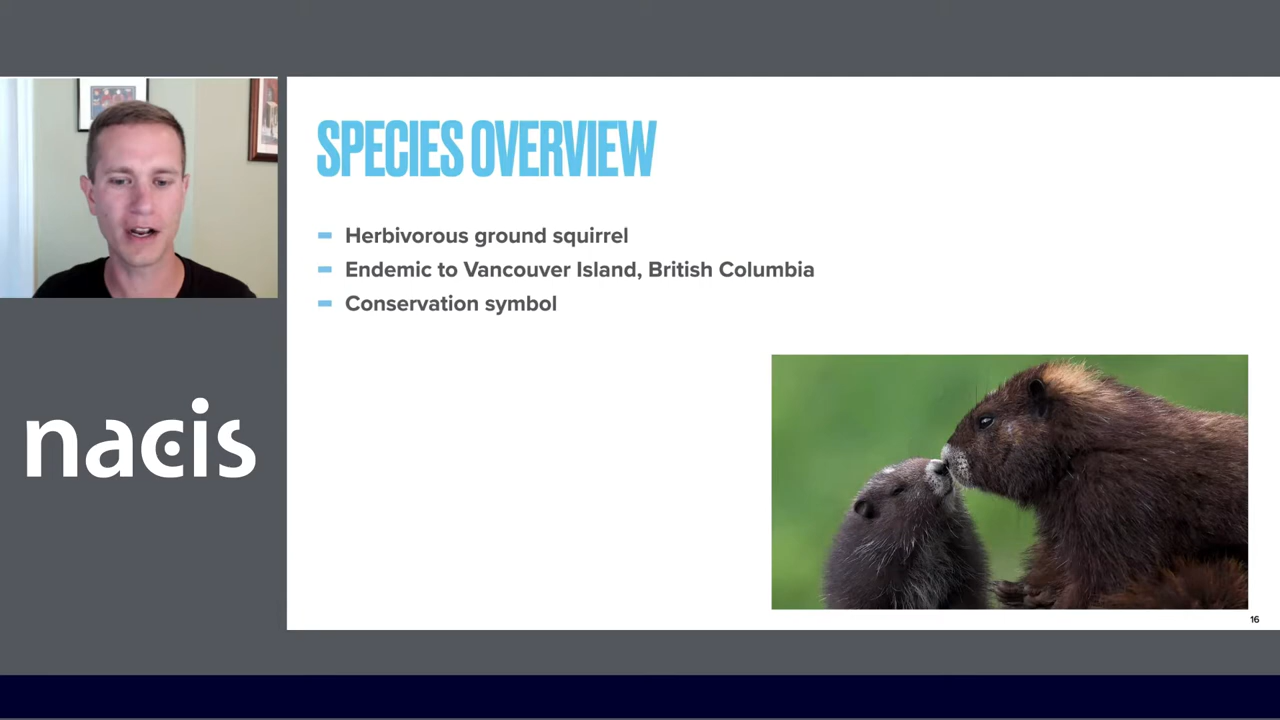 SPECIES OVERVIEW
Herbivorous ground squirrel
Endemic to Vancouver Island, British Columbia
Conservation symbol
nacis
16